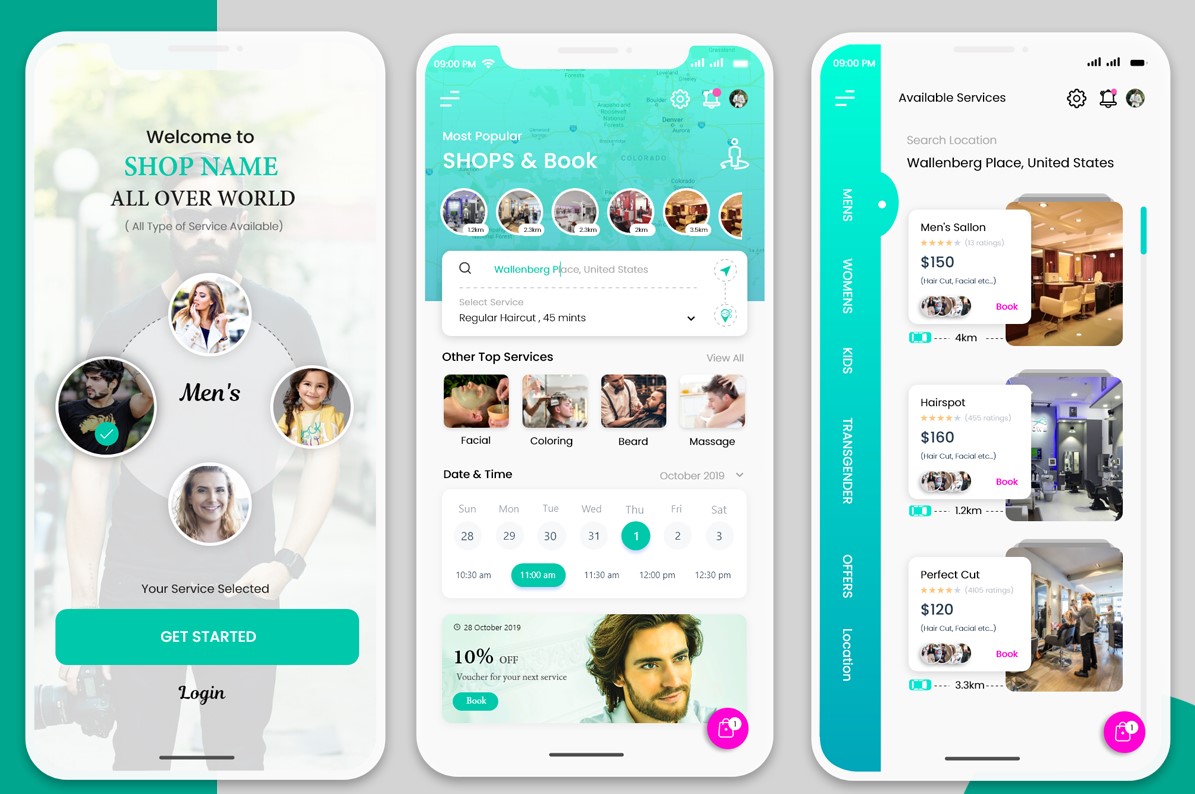 Welcome to
SHOP NAME
ALL OVER WORLD
( All Type of Service Available)
Men's
Your Service Selected
GET STARTED
Login
09:00 PM
Most Popular
SHOPS & Book
COLORADO
Denver
Aurora
Boulder
1.2km 2.3km 2.3km 2km 3.5km
Wallenberg Place, United States
Select Service
Regular Haircut , 45 mints
Other Top Services View All
Facial Coloring Beard Massage
Date & Time October 2019
Sun Mon Tue Wed Thu Fri Sat
28 29 30 31 1 2 3
10:30 am 11:00 am 11:30 am 12:00 pm 12:30 pm
28 October 2019
10% OFF
Voucher for your next service
Book
1
09:00 PM
Available Services
Search Location
Wallenberg Place, United States
MENS
WOMENS
KIDS
TRANSGENDER
OFFERS
Location
Men's Sallon
(13 ratings)
$150
(Hair Cut, Facial etc..)
Book
4km
Hairspot
(455 ratings)
$160
(Hair Cut, Facial etc..)
Book
1.2km
Perfect Cut
(4105 ratings)
$120
(Hair Cut, Facial etc..)
Book
3.3km
1